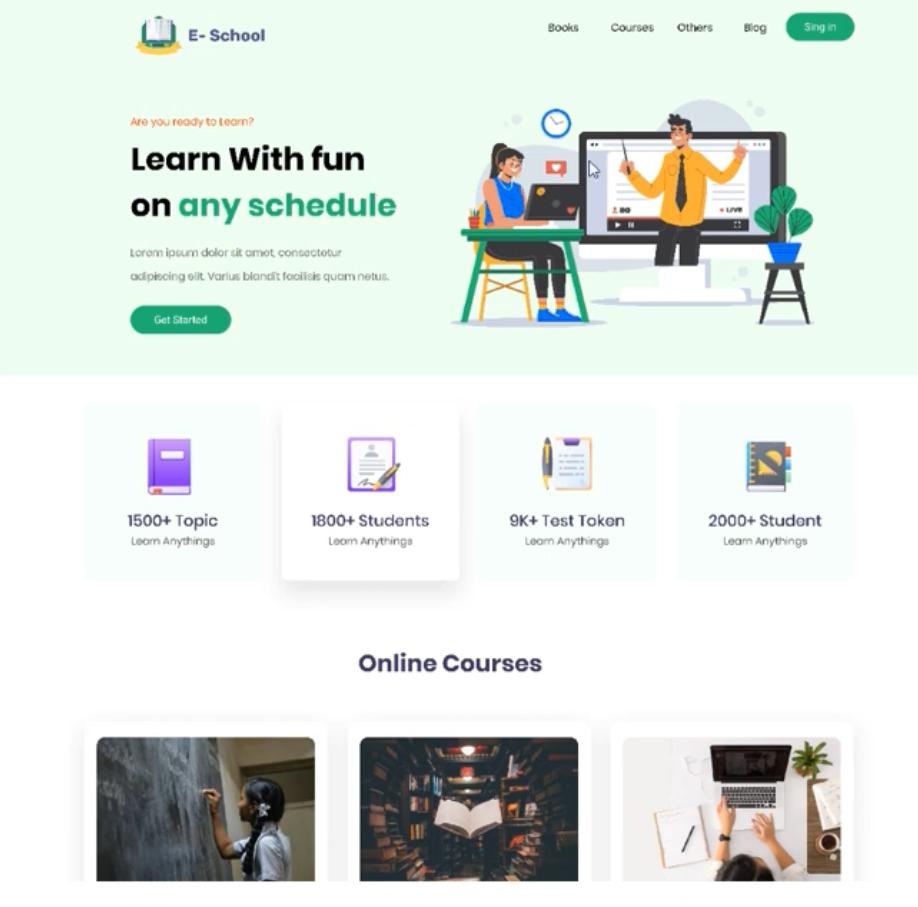 E- School
Books Courses Others Blog Sing in
Are you ready to Learn?
Learn With fun
on any schedule
Lorem ipsum dolor sit amet, consectetur
adipiscing elit. Varius blandit facilisis quam netus.
Get Started
LIVE
1500+ Topic
Learn Anythings
1800+ Students
Learn Anythings
9K+ Test Token
Learn Anythings
2000+ Student
Learn Anythings
Online Courses